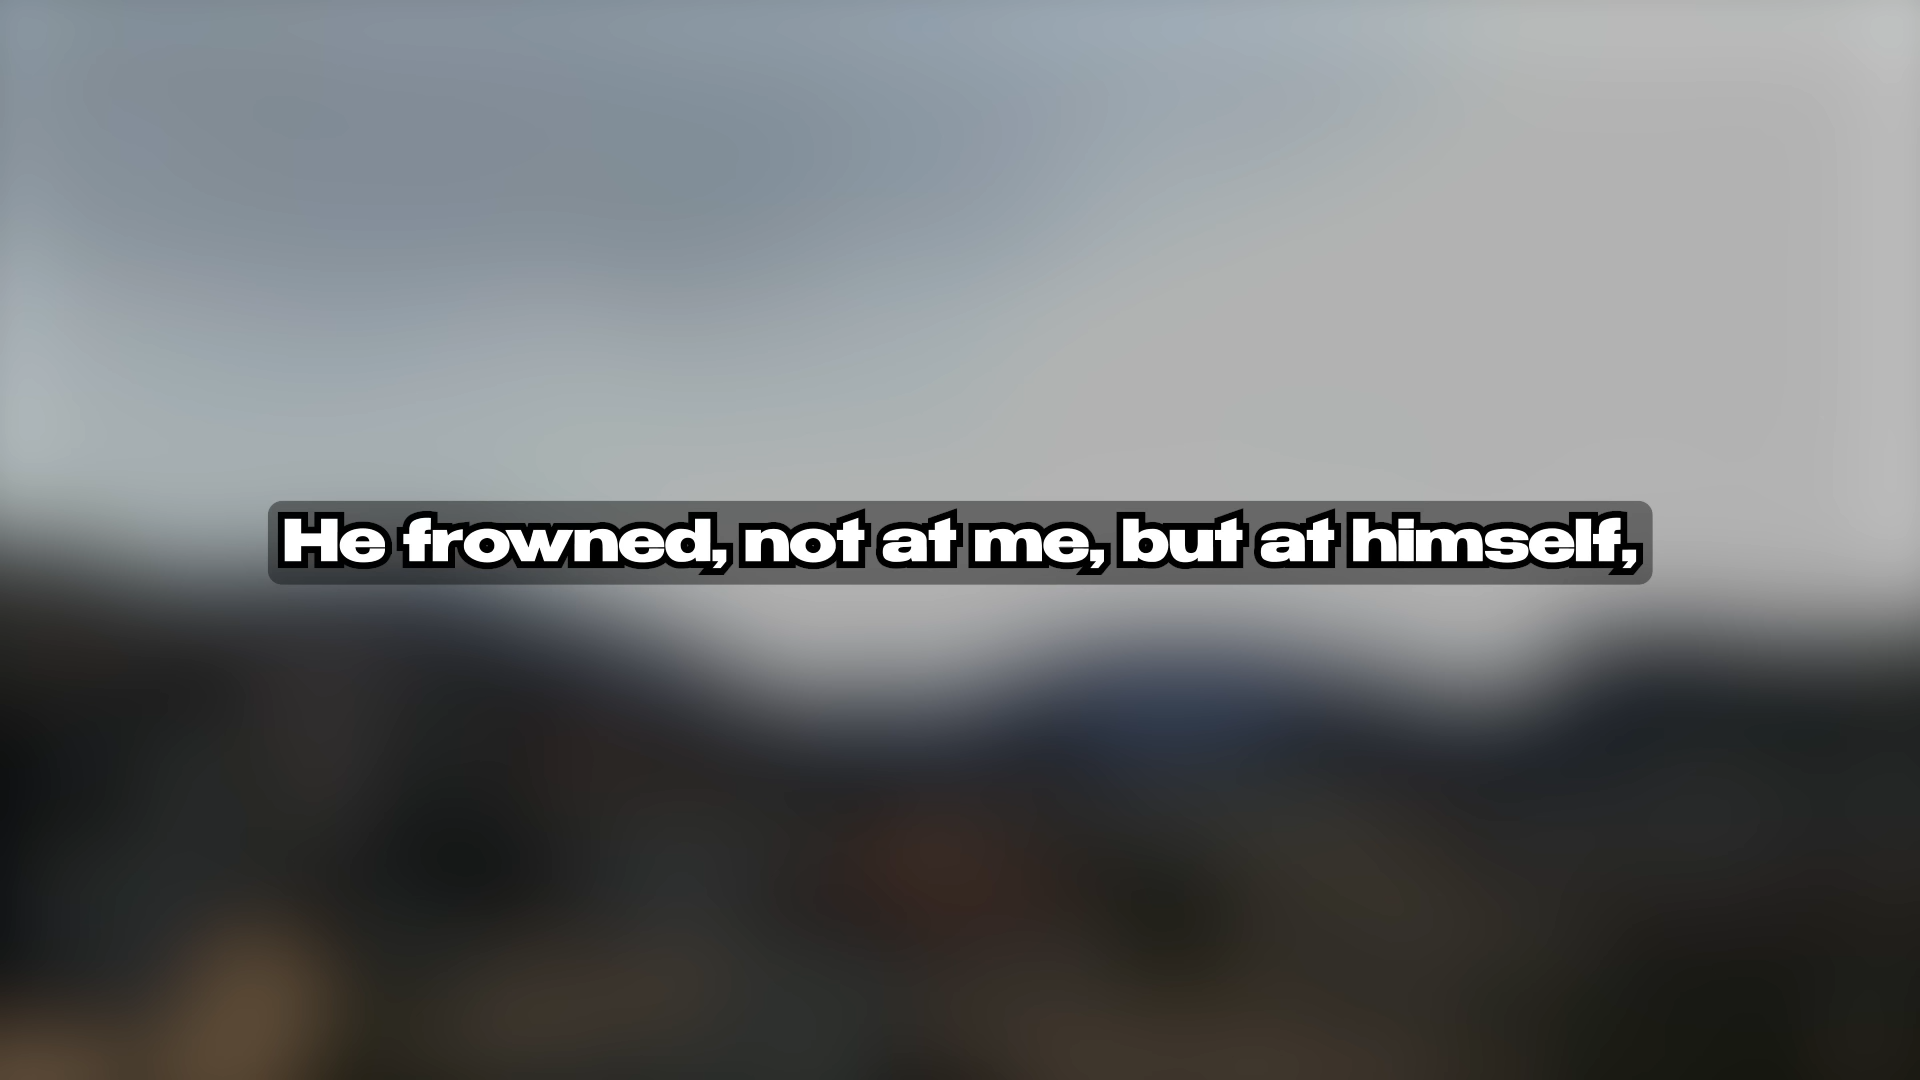 He frowned, not at me, but at himself,